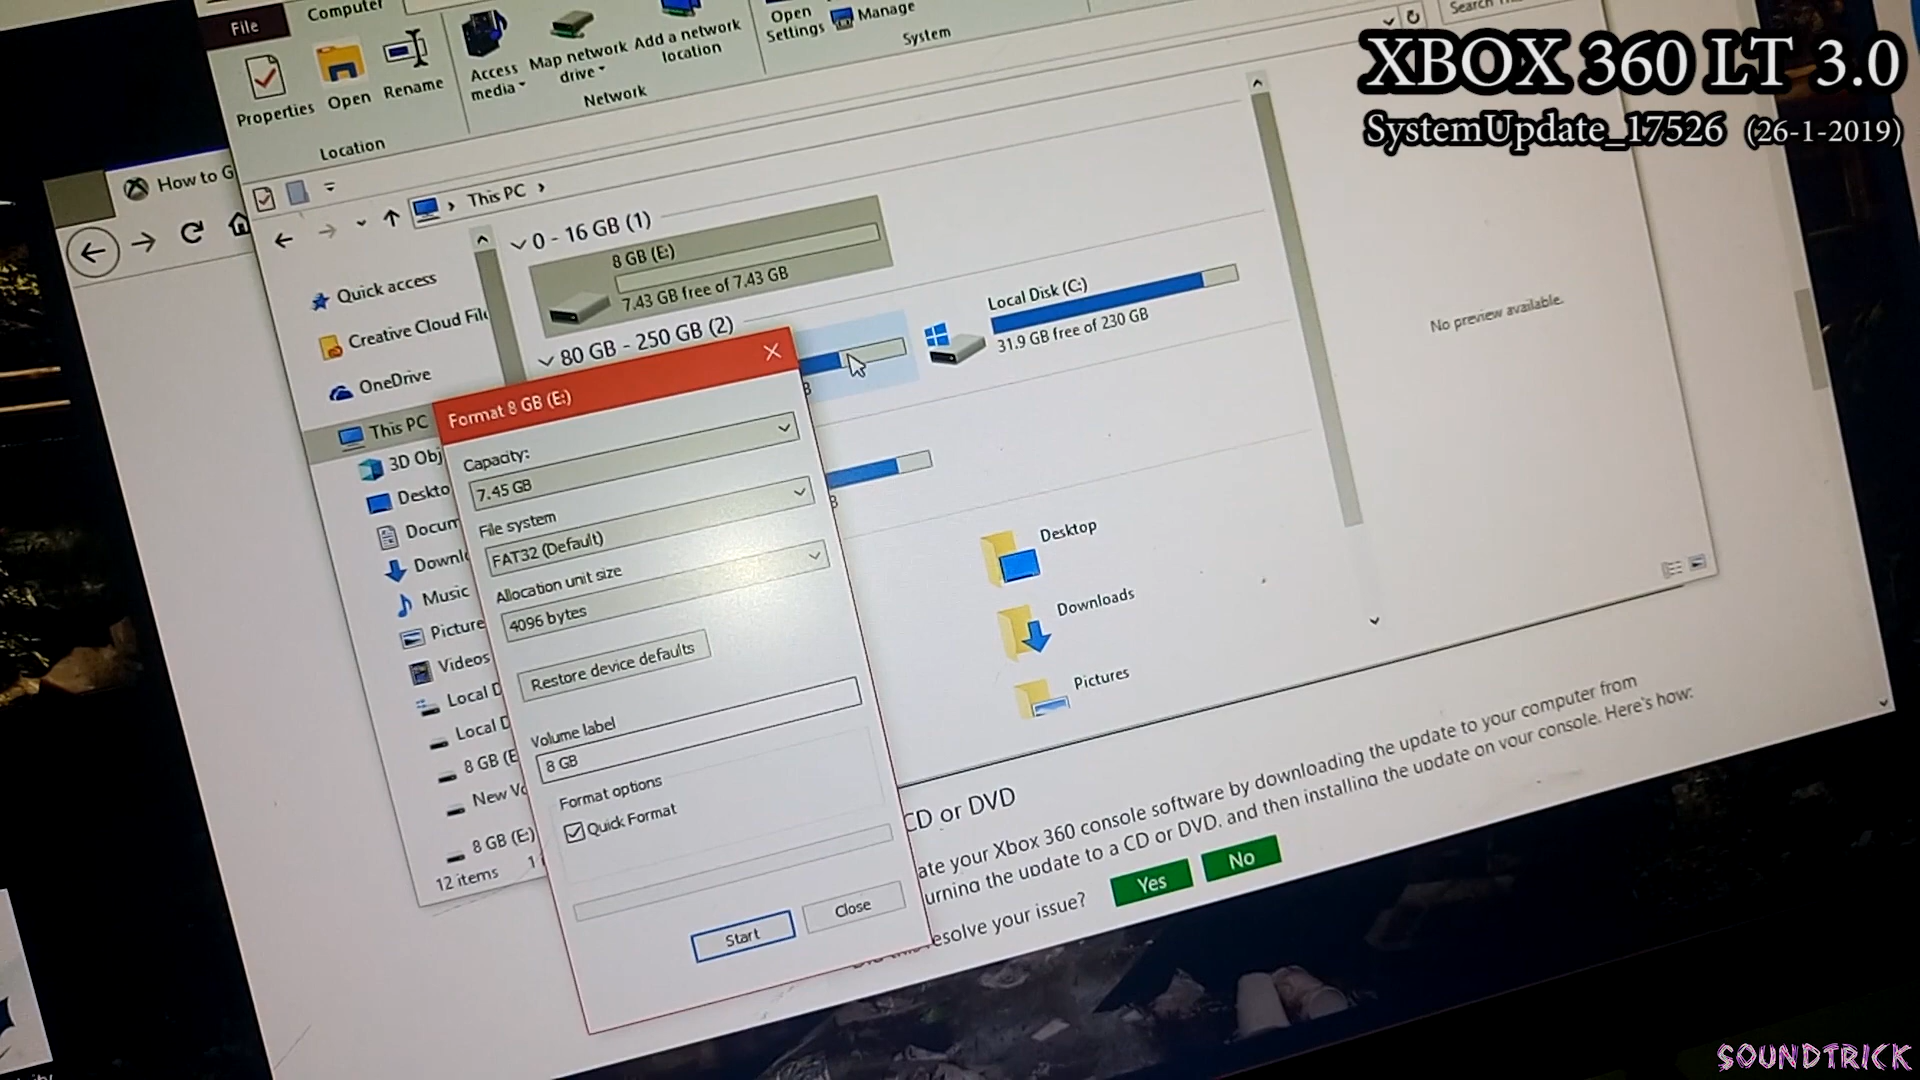 XBOX 360 LT 3.0
SystemUpdate_17526 (26-1-2019)
File
Computer
Properties
Open
Rename
Location
Access media
Map network drive
Add a network location
Network
Open Settings
Manage
System
Search
How to G
This PC
0 - 16 GB (1)
8 GB (E:)
7.43 GB free of 7.43 GB
80 GB - 250 GB (2)
Local Disk (C:)
31.9 GB free of 230 GB
No preview available.
Quick access
Creative Cloud File
OneDrive
This PC
3D Obj
Deskto
Docum
Downl
Music
Picture
Videos
Local D
Local D
8 GB (E
New Vo
8 GB (E:)
12 items
Format 8 GB (E:)
Capacity:
7.45 GB
File system
FAT32 (Default)
Allocation unit size
4096 bytes
Restore device defaults
Volume label
8 GB
Format options
Quick Format
Start
Close
Desktop
Downloads
Pictures
CD or DVD
ate your Xbox 360 console software by downloading the update to your computer from
urning the update to a CD or DVD, and then installing the update on your console. Here's how:
resolve your issue?
Yes
No
SOUNDTRICK